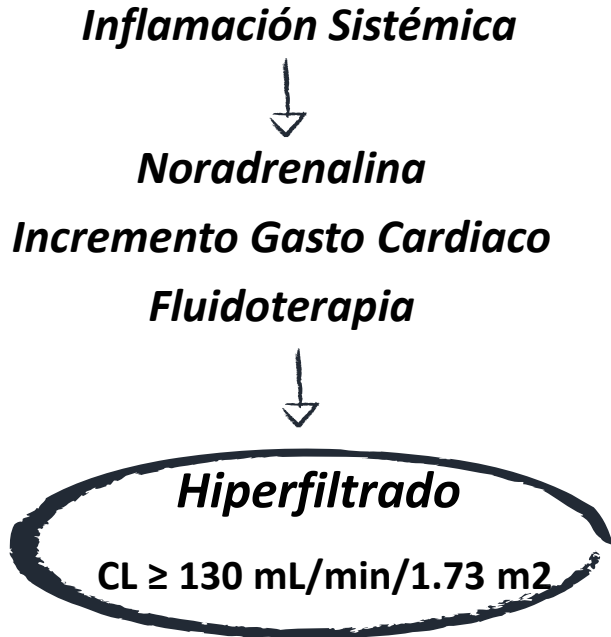 Inflamación Sistémica
Noradrenalina
Incremento Gasto Cardiaco
Fluidoterapia
Hiperfiltrado
CL ≥ 130 mL/min/1.73 m2